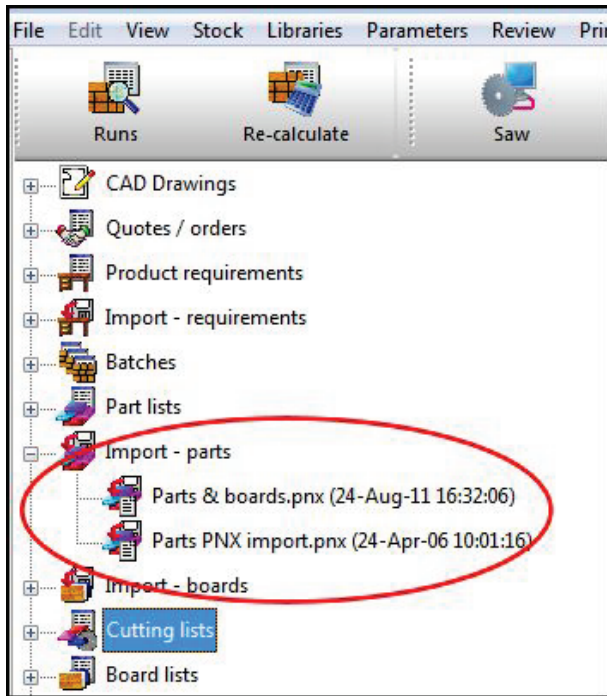 File Edit View Stock Libraries Parameters Review Pri
Runs Re-calculate Saw
CAD Drawings
Quotes / orders
Product requirements
Import - requirements
Batches
Part lists
Import - parts
Parts & boards.pnx (24-Aug-11 16:32:06)
Parts PNX import.pnx (24-Apr-06 10:01:16)
Import - boards
Cutting lists
Board lists